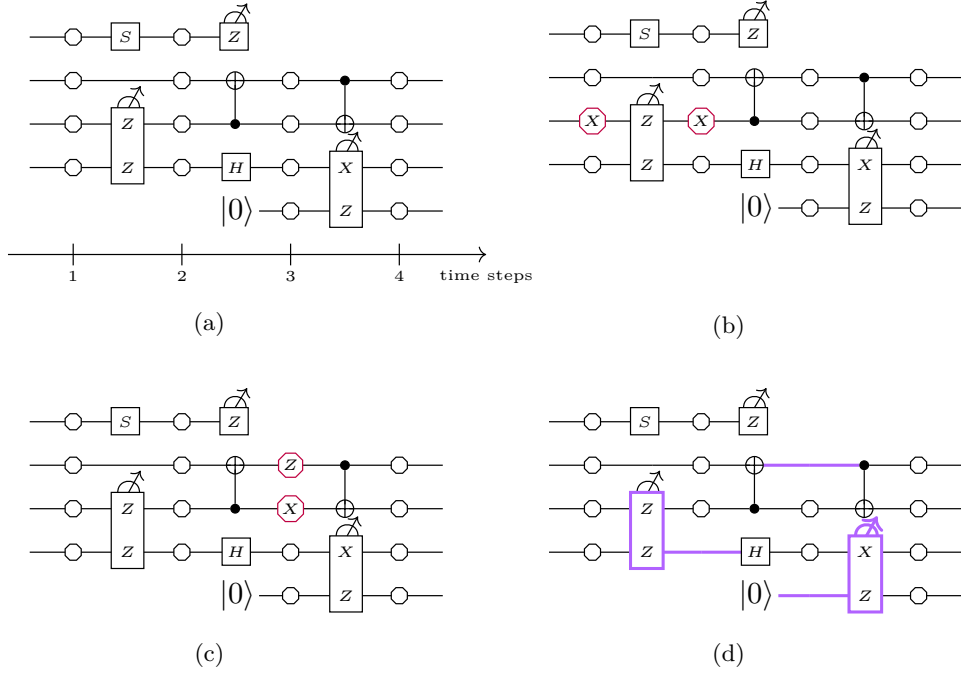 S Z
Z
Z H X
|0⟩ Z
1 2 3 4 time steps
(a)
S Z
X Z X
Z H X
|0⟩ Z
(b)
S Z
Z
Z X
Z H X
|0⟩ Z
(c)
S Z
Z
Z H X
|0⟩ Z
(d)